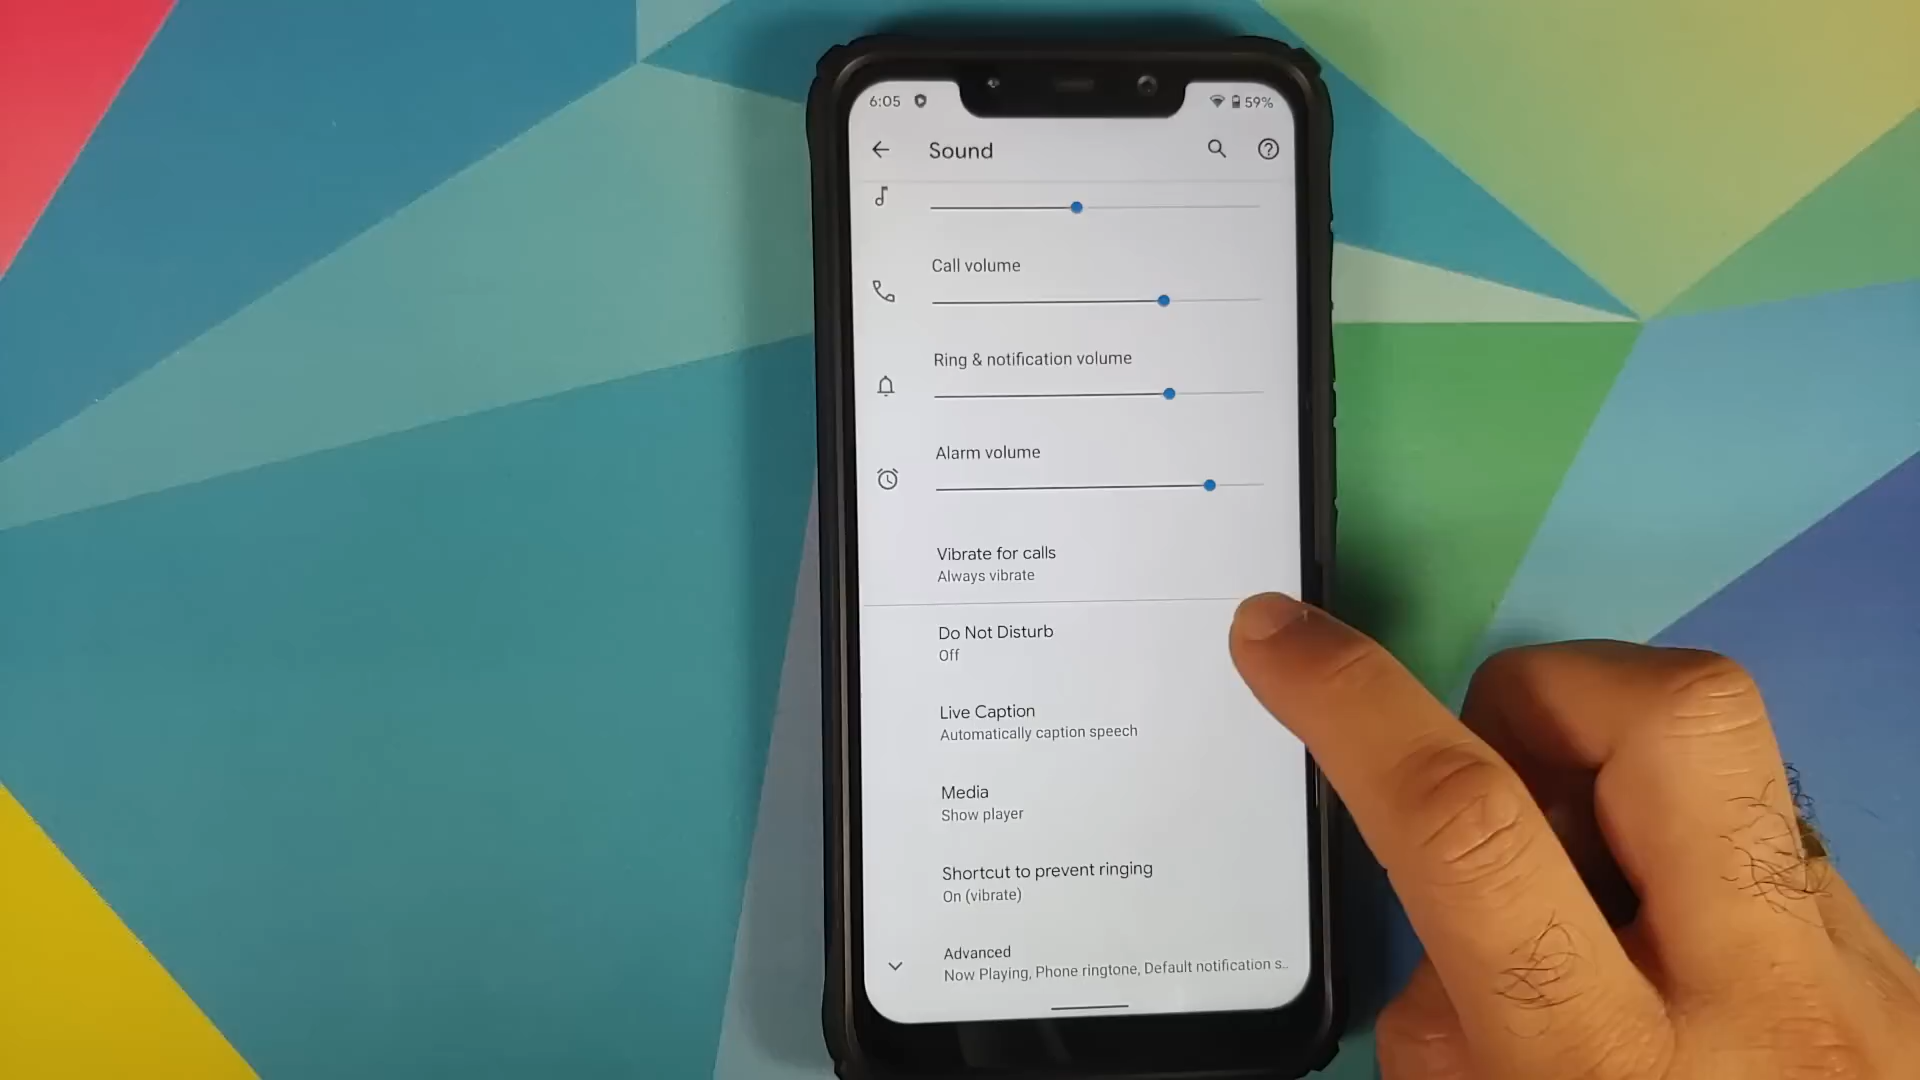 6:05
59%
Sound
Call volume
Ring & notification volume
Alarm volume
Vibrate for calls
Always vibrate
Do Not Disturb
Off
Live Caption
Automatically caption speech
Media
Show player
Shortcut to prevent ringing
On (vibrate)
Advanced
Now Playing, Phone ringtone, Default notification s..